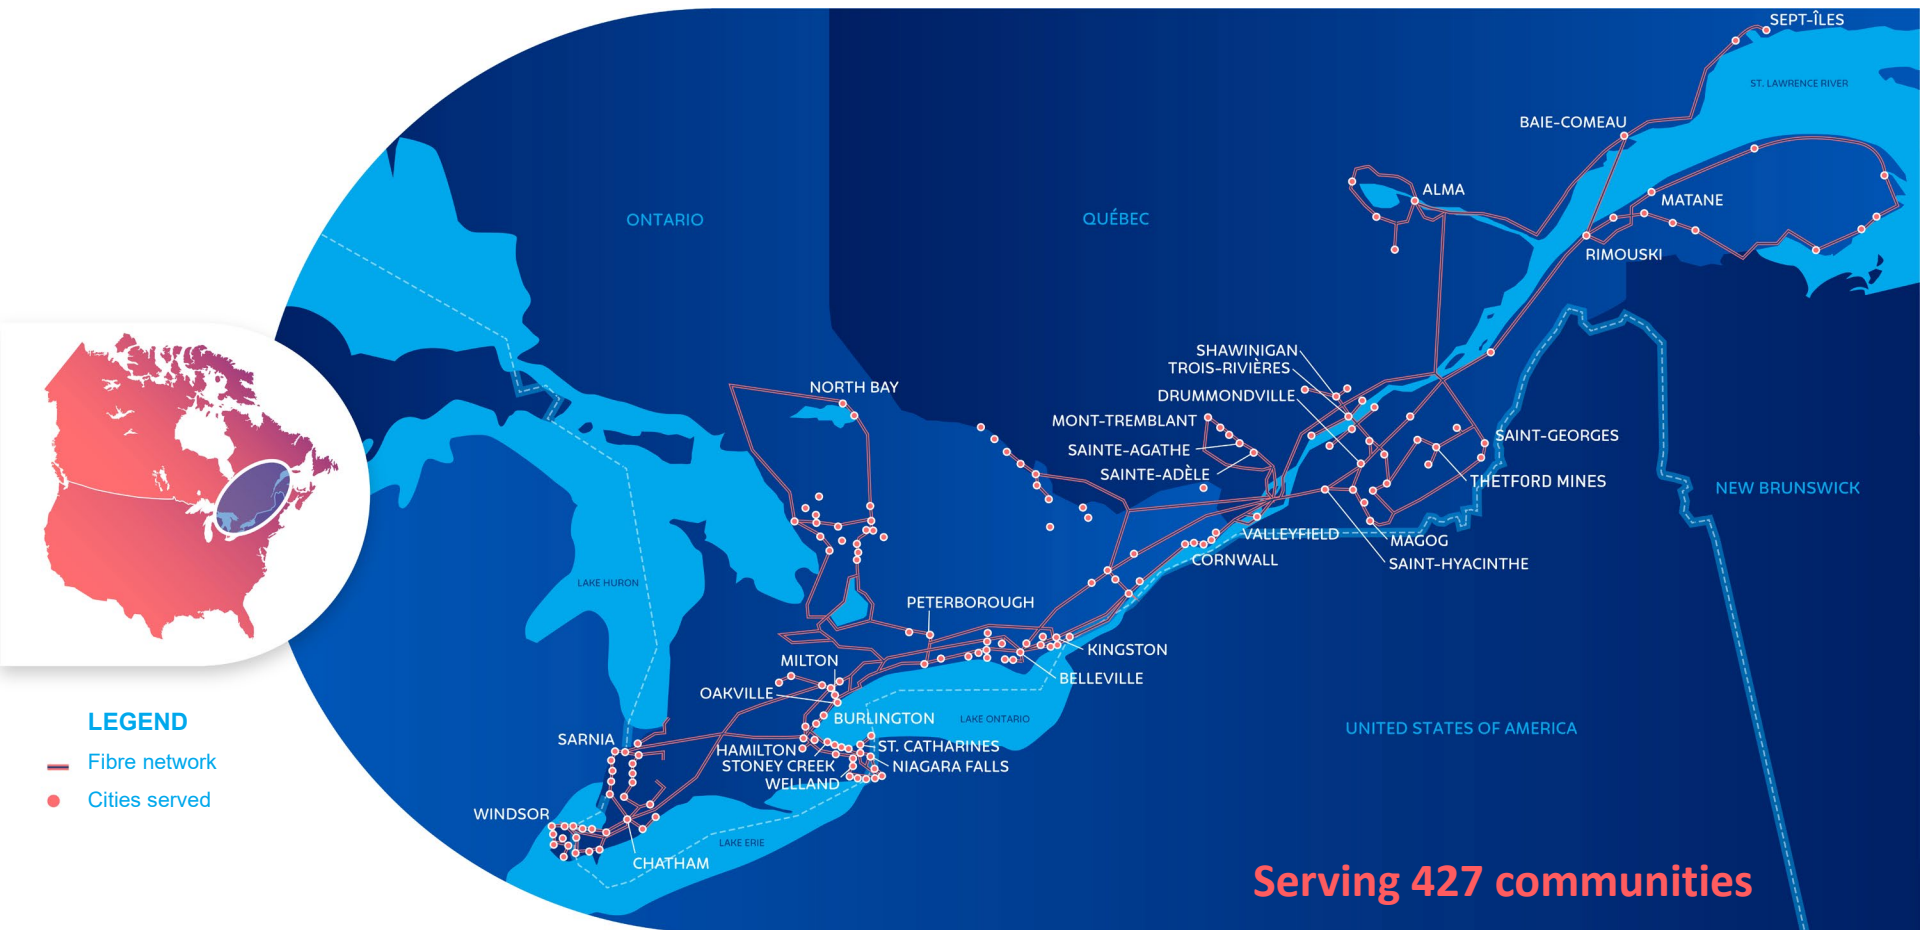 SEPT-ÎLES
ST. LAWRENCE RIVER
BAIE-COMEAU
ALMA
MATANE
ONTARIO
QUÉBEC
RIMOUSKI
SHAWINIGAN
TROIS-RIVIÈRES
NORTH BAY
DRUMMONDVILLE
MONT-TREMBLANT
SAINT-GEORGES
SAINTE-AGATHE
SAINTE-ADÈLE
THETFORD MINES
NEW BRUNSWICK
VALLEYFIELD
MAGOG
CORNWALL
SAINT-HYACINTHE
LAKE HURON
PETERBOROUGH
KINGSTON
MILTON
BELLEVILLE
OAKVILLE
BURLINGTON
LAKE ONTARIO
LEGEND
UNITED STATES OF AMERICA
SARNIA
HAMILTON
ST. CATHARINES
Fibre network
STONEY CREEK
NIAGARA FALLS
WELLAND
Cities served
WINDSOR
LAKE ERIE
CHATHAM
Serving 427 communities